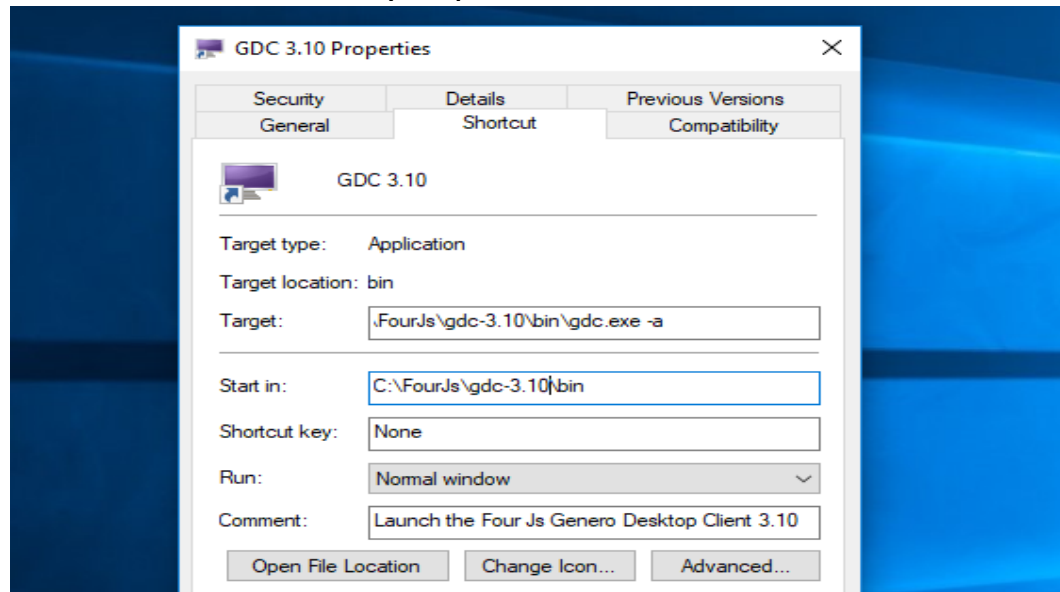 GDC 3.10 Properties
Security Details Previous Versions
General Shortcut Compatibility
GDC 3.10
Target type: Application
Target location: bin
Target: \FourJs\gdc-3.10\bin\gdc.exe -a
Start in: C:\FourJs\gdc-3.10\bin
Shortcut key: None
Run: Normal window
Comment: Launch the Four Js Genero Desktop Client 3.10
Open File Location Change Icon... Advanced...